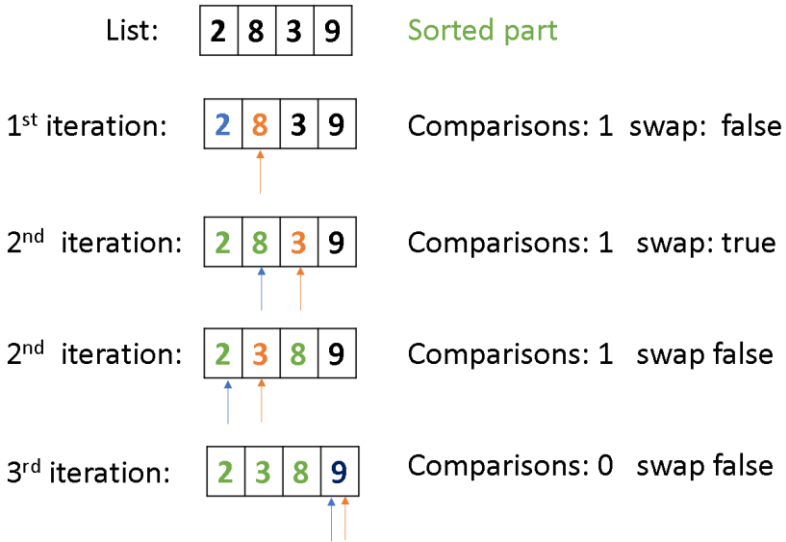 List: 2 8 3 9 Sorted part
1st iteration: 2 8 3 9 Comparisons: 1 swap: false
2nd iteration: 2 8 3 9 Comparisons: 1 swap: true
2nd iteration: 2 3 8 9 Comparisons: 1 swap false
3rd iteration: 2 3 8 9 Comparisons: 0 swap false